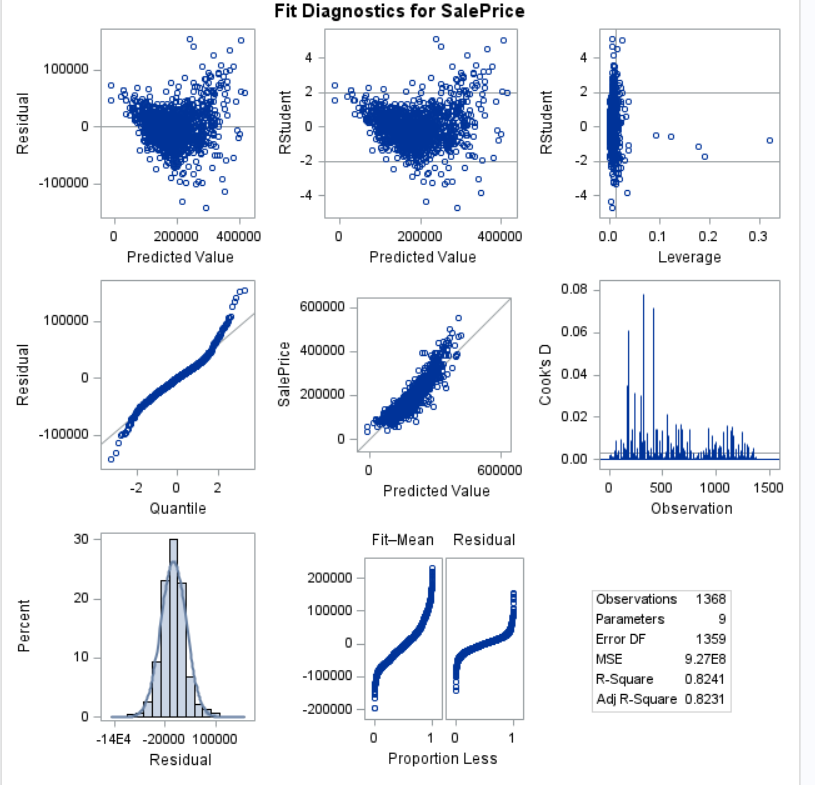 Fit Diagnostics for SalePrice
Residual
100000
0
-100000
0 200000 400000
Predicted Value
RStudent
4
2
0
-2
-4
0 200000 400000
Predicted Value
RStudent
4
2
0
-2
-4
0.0 0.1 0.2 0.3
Leverage
Residual
100000
0
-100000
-2 0 2
Quantile
SalePrice
600000
400000
200000
0
0 600000
Predicted Value
Cook's D
0.08
0.06
0.04
0.02
0.00
0 500 1000 1500
Observation
Percent
30
20
10
0
-14E4 -20000 100000
Residual
Fit–Mean Residual
200000
100000
0
-100000
-200000
0 1 0 1
Proportion Less
Observations 1368
Parameters 9
Error DF 1359
MSE 9.27E8
R-Square 0.8241
Adj R-Square 0.8231